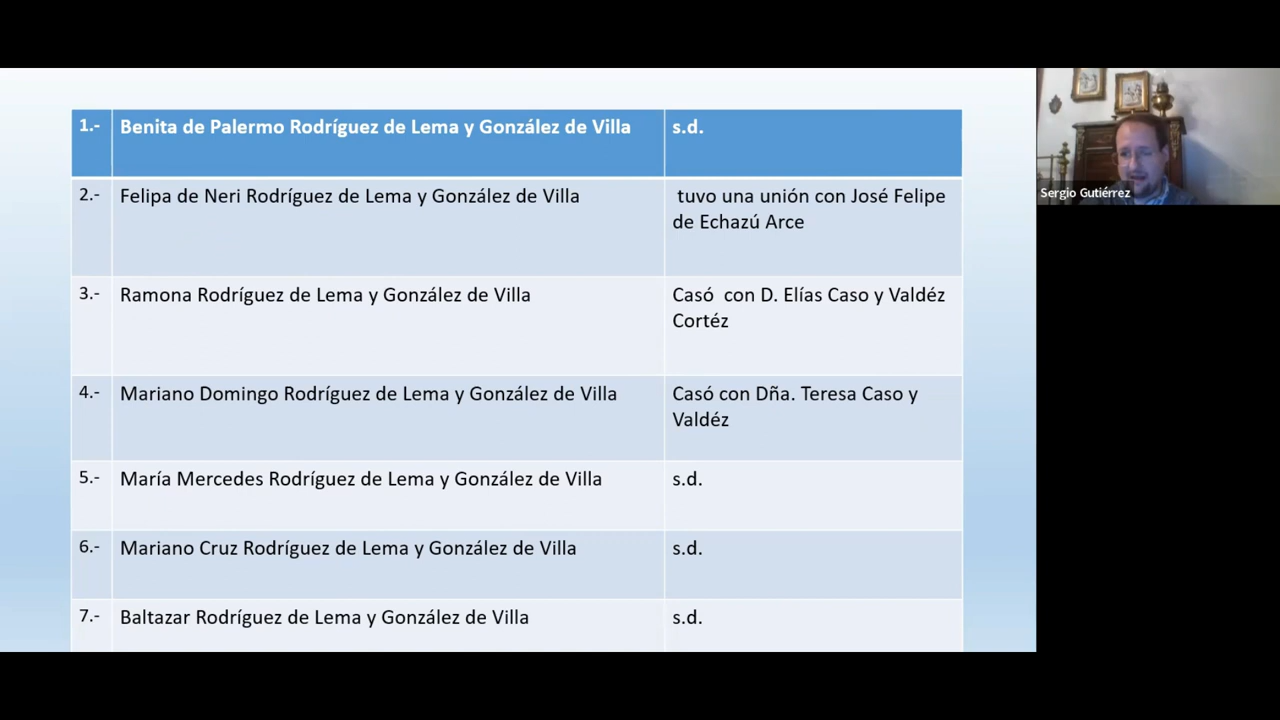 1.- Benita de Palermo Rodríguez de Lema y González de Villa s.d.
2.- Felipa de Neri Rodríguez de Lema y González de Villa tuvo una unión con José Felipe
de Echazú Arce
3.- Ramona Rodríguez de Lema y González de Villa Casó con D. Elías Caso y Valdéz
Cortéz
4.- Mariano Domingo Rodríguez de Lema y González de Villa Casó con Dña. Teresa Caso y
Valdéz
5.- María Mercedes Rodríguez de Lema y González de Villa s.d.
6.- Mariano Cruz Rodríguez de Lema y González de Villa s.d.
7.- Baltazar Rodríguez de Lema y González de Villa s.d.
Sergio Gutiérrez